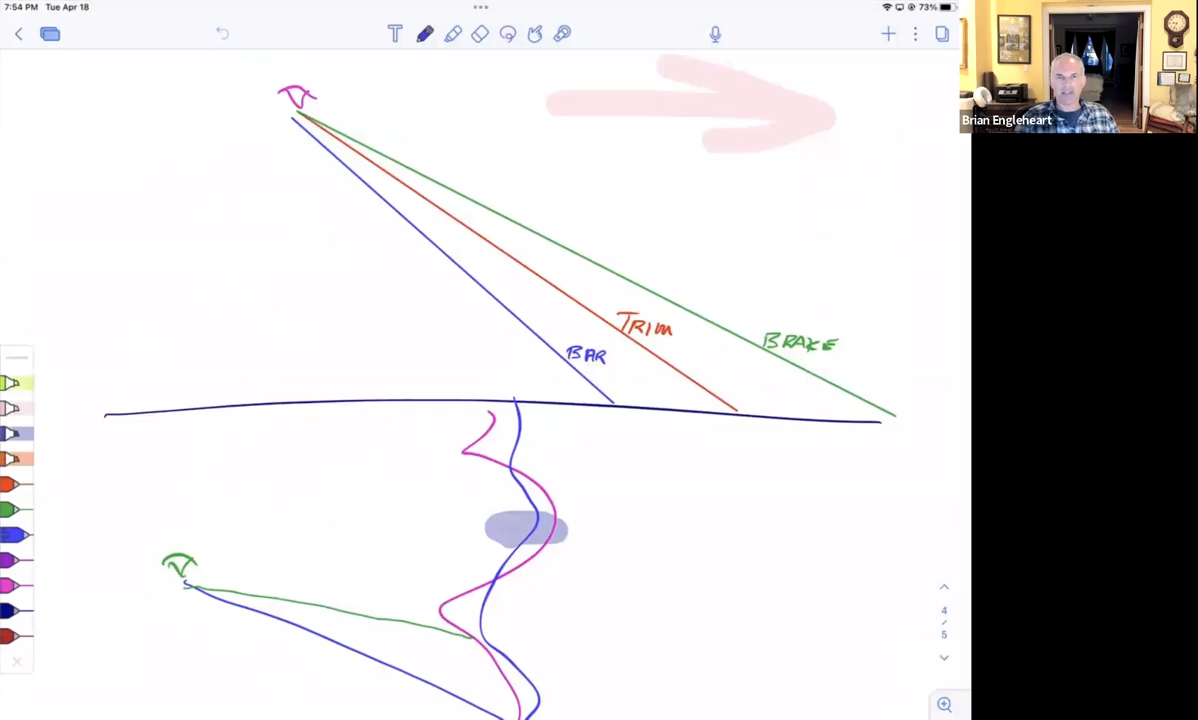 7:54 PM Tue Apr 18
73%
T
Brian Engleheart
TRIM
BRAKE
BAR
4
/
5